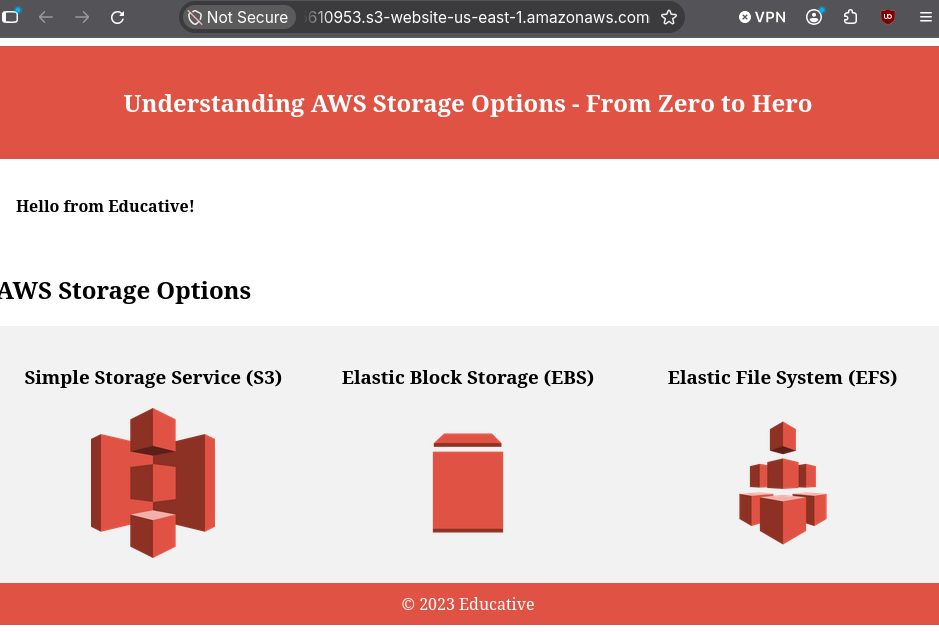 Not Secure 610953.s3-website-us-east-1.amazonaws.com VPN
Understanding AWS Storage Options - From Zero to Hero
Hello from Educative!
AWS Storage Options
Simple Storage Service (S3) Elastic Block Storage (EBS) Elastic File System (EFS)
© 2023 Educative